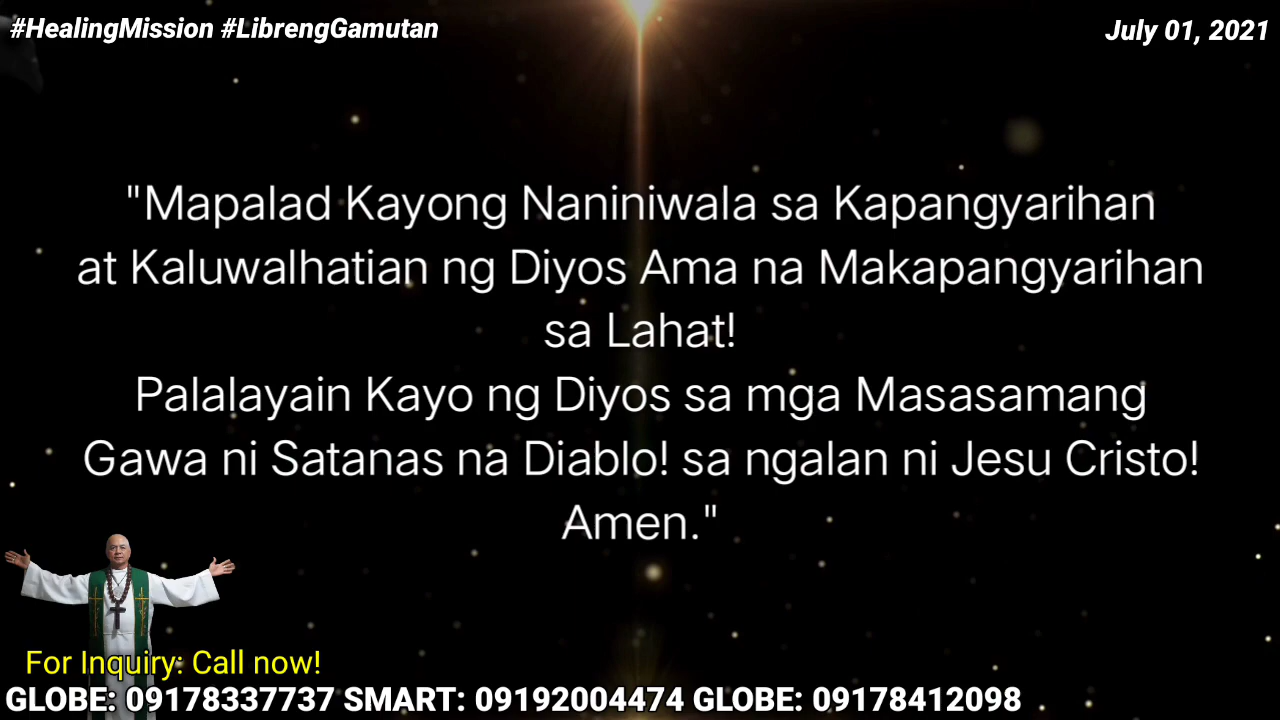 #HealingMission #LibrengGamutan
July 01, 2021
"Mapalad Kayong Naniniwala sa Kapangyarihan
at Kaluwalhatian ng Diyos Ama na Makapangyarihan
sa Lahat!
Palalayain Kayo ng Diyos sa mga Masasamang
Gawa ni Satanas na Diablo! sa ngalan ni Jesu Cristo!
Amen."
For Inquiry: Call now!
GLOBE: 09178337737 SMART: 09192004474 GLOBE: 09178412098